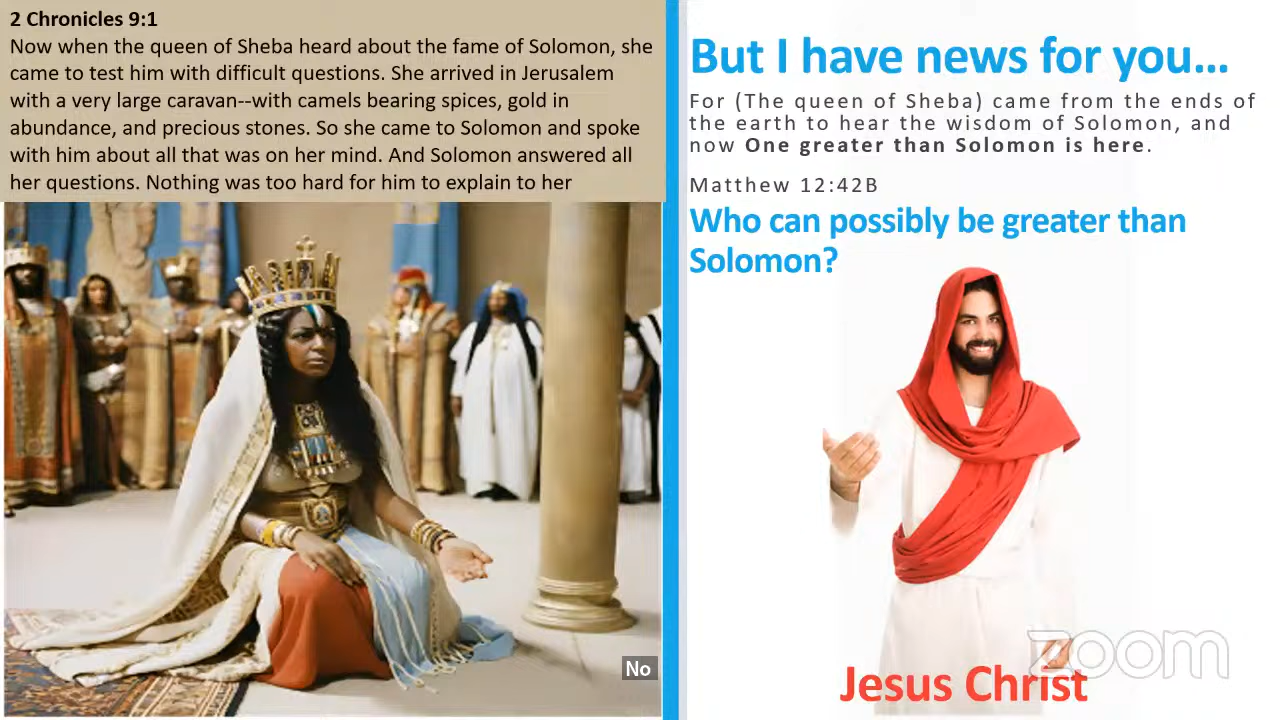 2 Chronicles 9:1
Now when the queen of Sheba heard about the fame of Solomon, she
came to test him with difficult questions. She arrived in Jerusalem
with a very large caravan--with camels bearing spices, gold in
abundance, and precious stones. So she came to Solomon and spoke
with him about all that was on her mind. And Solomon answered all
her questions. Nothing was too hard for him to explain to her
No
But I have news for you...
For (The queen of Sheba) came from the ends of
the earth to hear the wisdom of Solomon, and
now One greater than Solomon is here.
Matthew 12:42B
Who can possibly be greater than
Solomon?
zoom
Jesus Christ